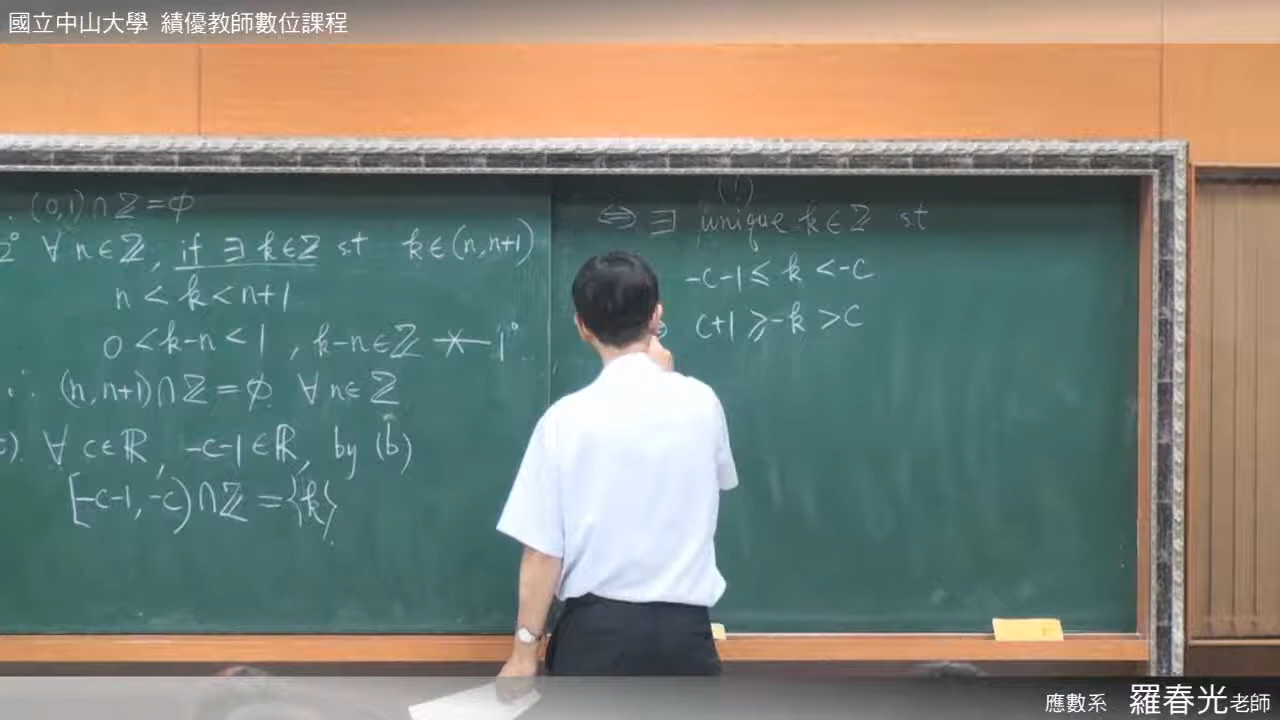 國立中山大學 績優教師數位課程
∴ (0,1)∩ℤ=∅
2° ∀ n∈ℤ, if ∃ k∈ℤ st k∈(n,n+1)
n<k<n+1
0<k-n<1, k-n∈ℤ ※ 1°
∴ (n,n+1)∩ℤ=∅ ∀ n∈ℤ
∀ c∈ℝ, -c-1∈ℝ, by (b)
[-c-1,-c)∩ℤ={k}
(1)
⇔ ∃ unique k∈ℤ st
-c-1≤k<-c
c+1≥-k>c
應數系 羅春光老師